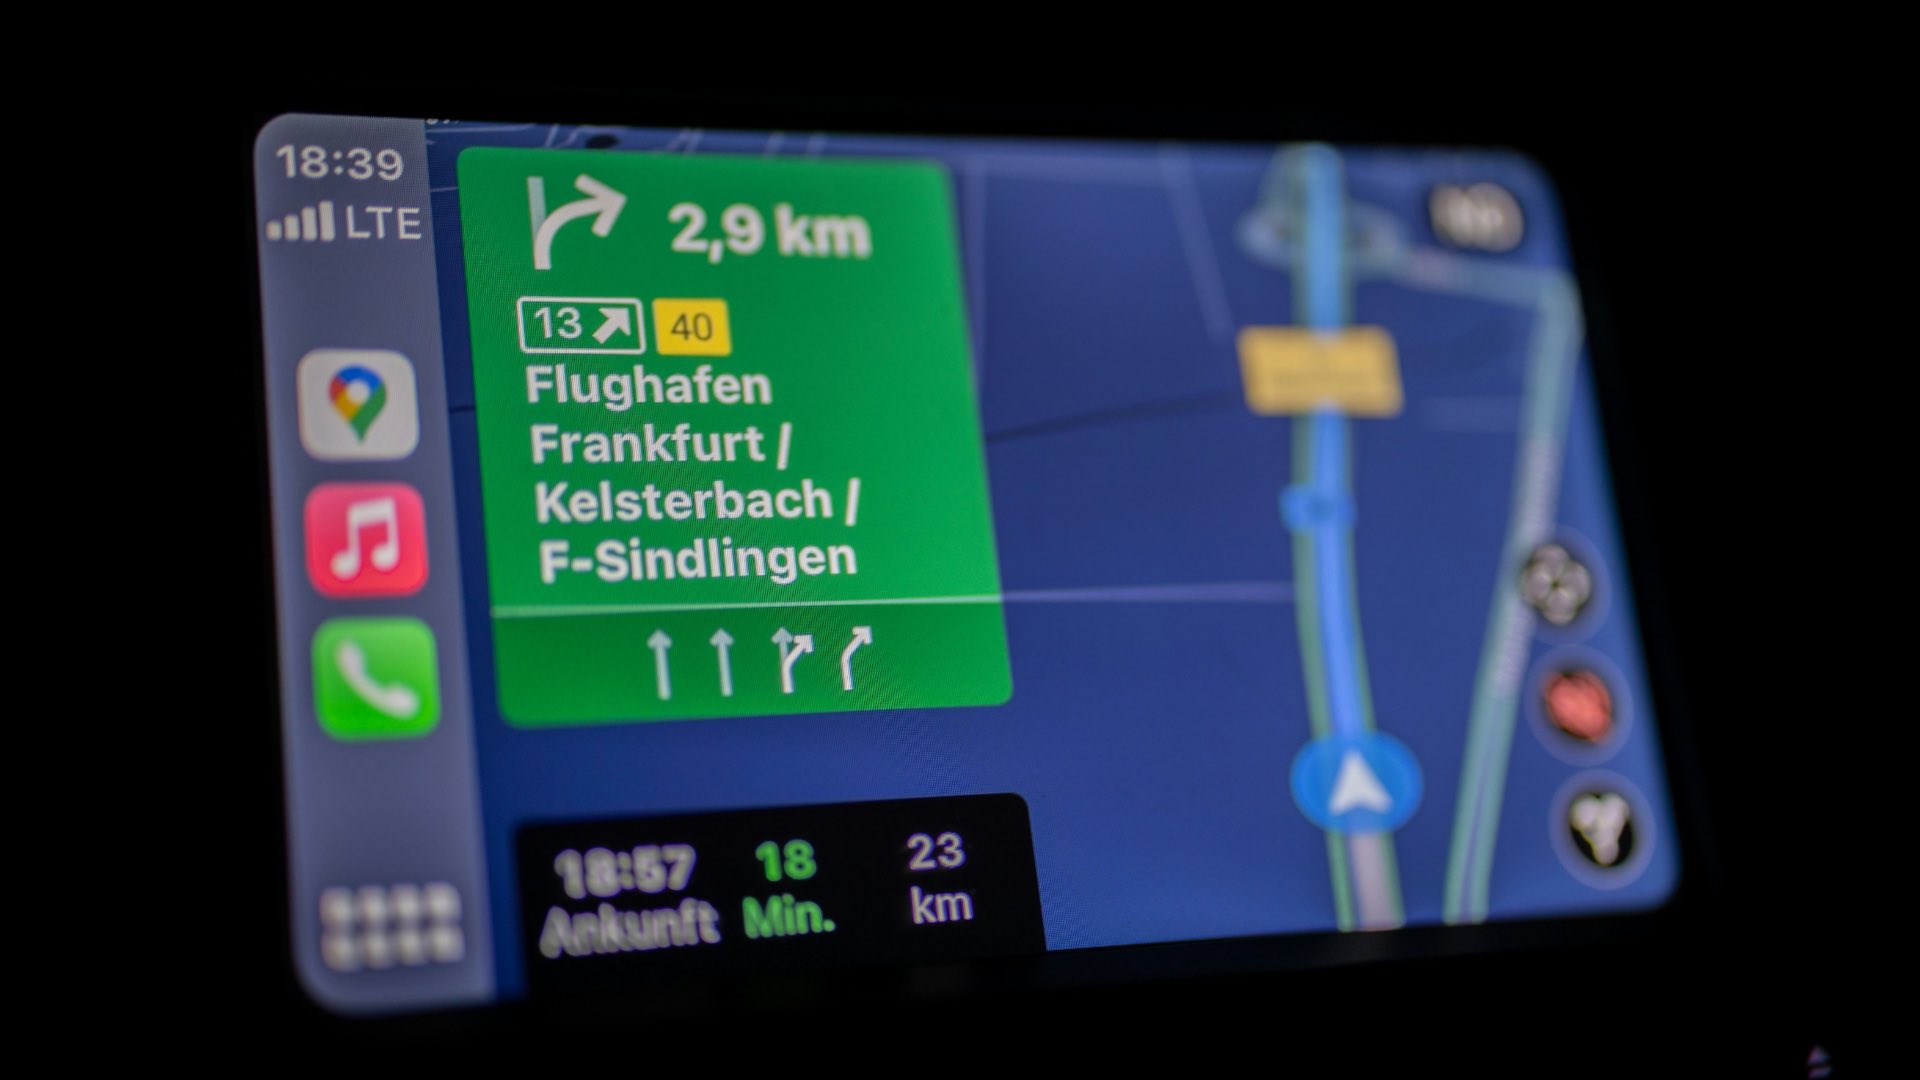 18:39
LTE
2,9 km
13 40
Flughafen
Frankfurt /
Kelsterbach /
F-Sindlingen
18:57 18 23
Ankunft Min. km